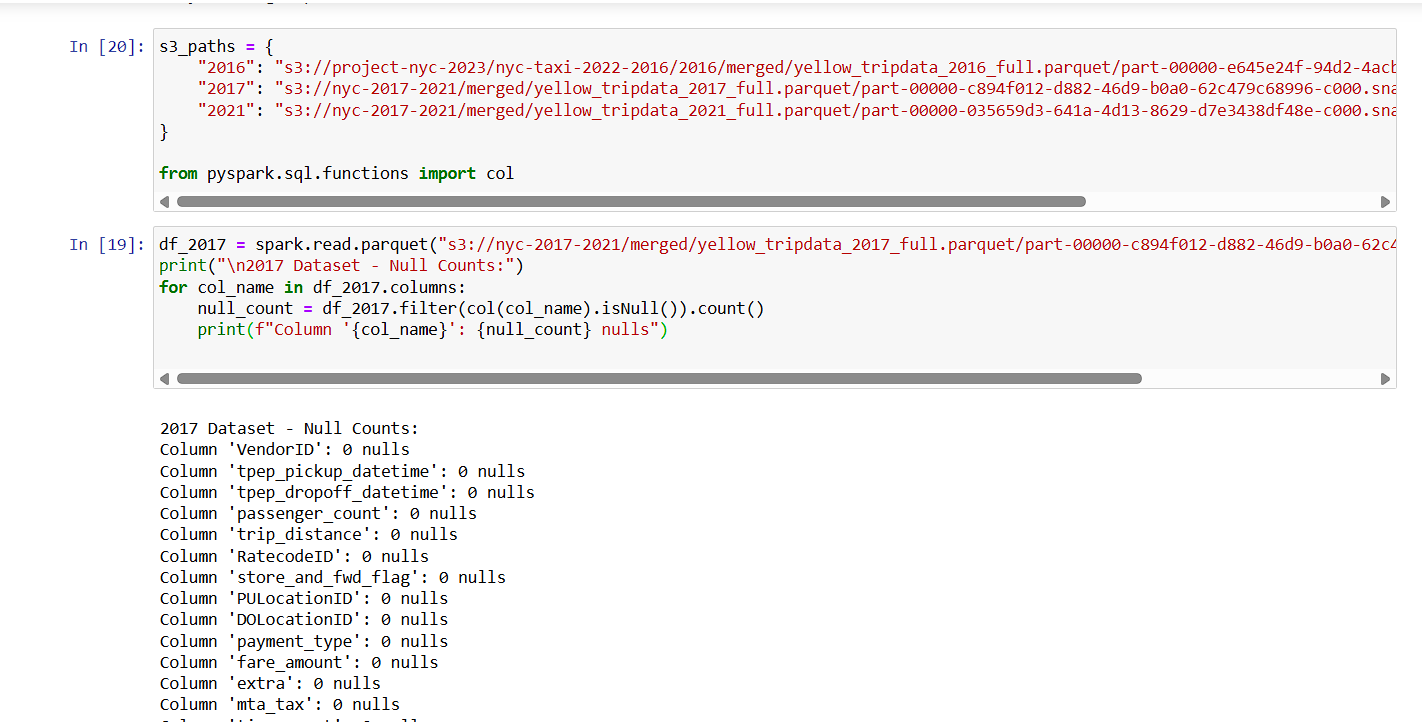 In [20]: s3_paths = {
    "2016": "s3://project-nyc-2023/nyc-taxi-2022-2016/2016/merged/yellow_tripdata_2016_full.parquet/part-00000-e645e24f-94d2-4acb
    "2017": "s3://nyc-2017-2021/merged/yellow_tripdata_2017_full.parquet/part-00000-c894f012-d882-46d9-b0a0-62c479c68996-c000.sna
    "2021": "s3://nyc-2017-2021/merged/yellow_tripdata_2021_full.parquet/part-00000-035659d3-641a-4d13-8629-d7e3438df48e-c000.sna
}
from pyspark.sql.functions import col
In [19]: df_2017 = spark.read.parquet("s3://nyc-2017-2021/merged/yellow_tripdata_2017_full.parquet/part-00000-c894f012-d882-46d9-b0a0-62c4
print("\n2017 Dataset - Null Counts:")
for col_name in df_2017.columns:
    null_count = df_2017.filter(col(col_name).isNull()).count()
    print(f"Column '{col_name}': {null_count} nulls")
2017 Dataset - Null Counts:
Column 'VendorID': 0 nulls
Column 'tpep_pickup_datetime': 0 nulls
Column 'tpep_dropoff_datetime': 0 nulls
Column 'passenger_count': 0 nulls
Column 'trip_distance': 0 nulls
Column 'RatecodeID': 0 nulls
Column 'store_and_fwd_flag': 0 nulls
Column 'PULocationID': 0 nulls
Column 'DOLocationID': 0 nulls
Column 'payment_type': 0 nulls
Column 'fare_amount': 0 nulls
Column 'extra': 0 nulls
Column 'mta_tax': 0 nulls